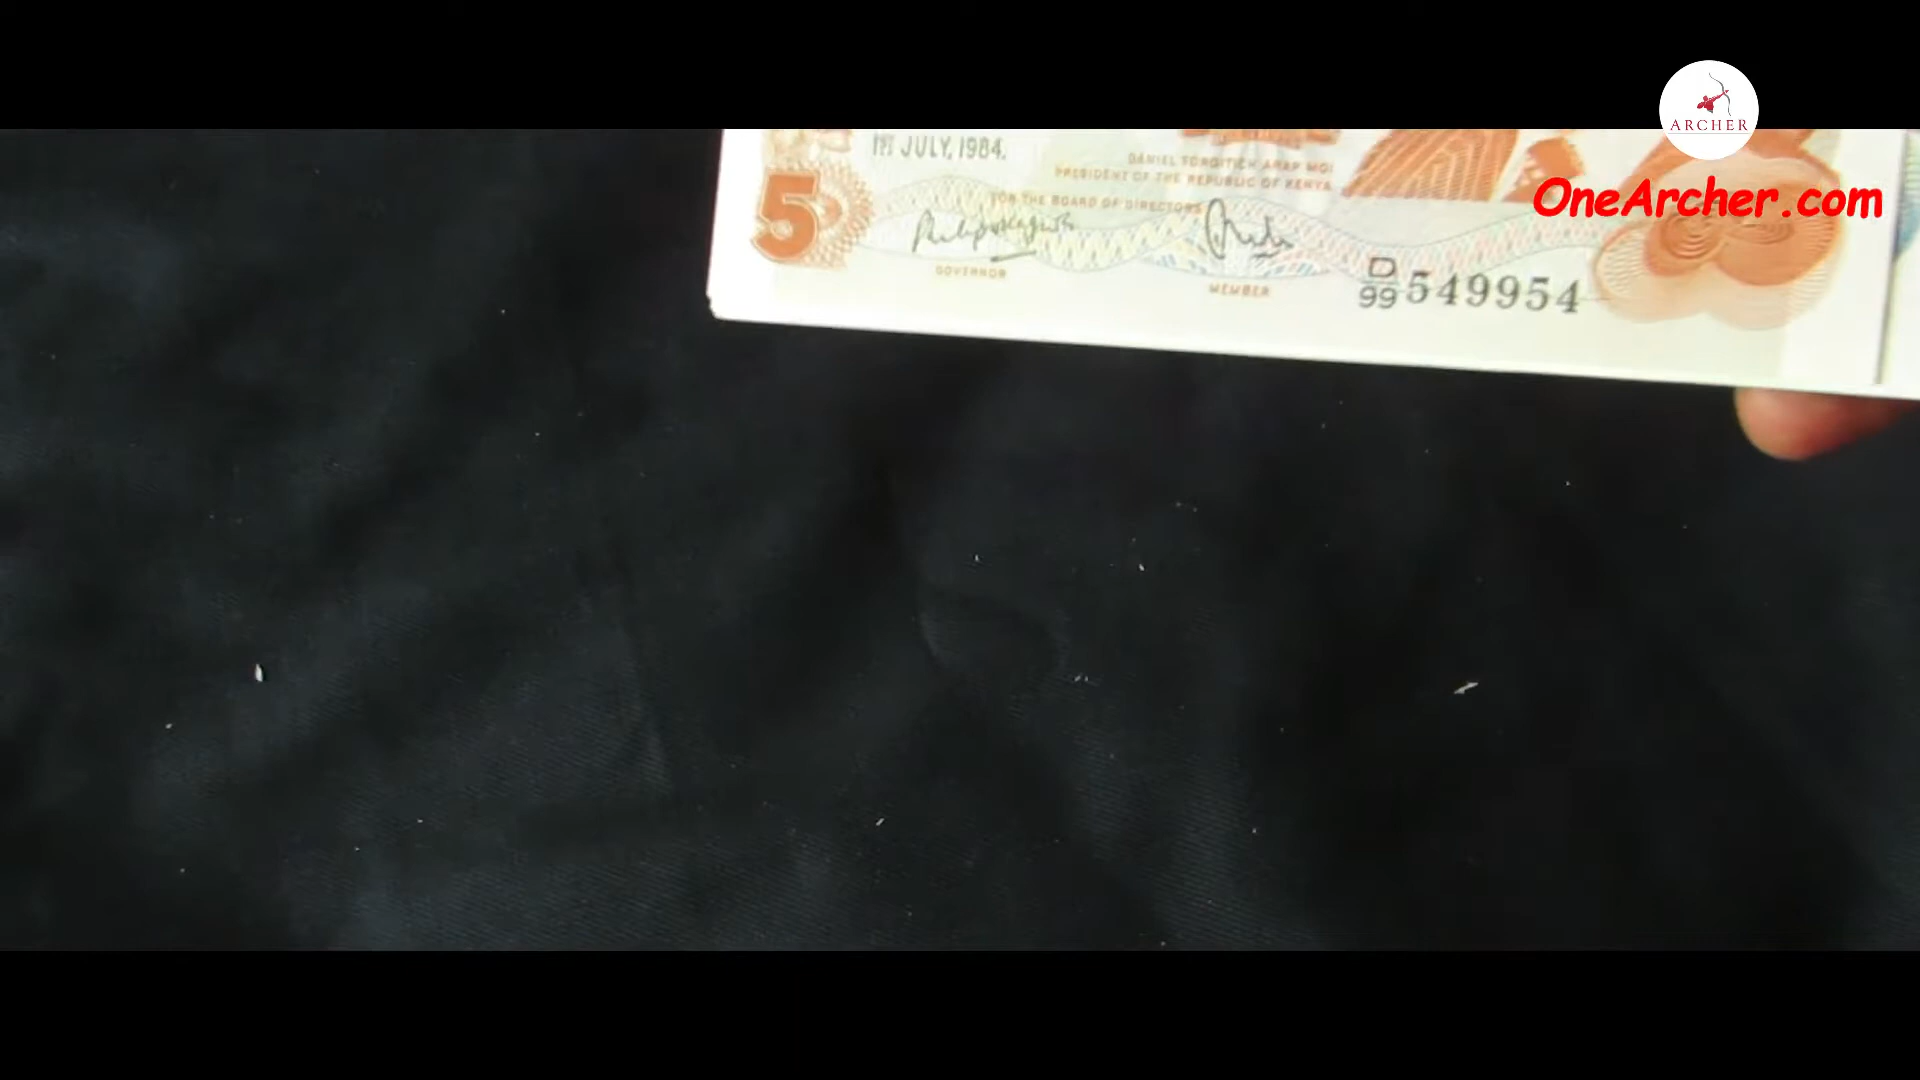 ARCHER
OneArcher.com
1ST JULY, 1984.
DANIEL TOROITICH ARAP MOI
PRESIDENT OF THE REPUBLIC OF KENYA
5
FOR THE BOARD OF DIRECTORS
GOVERNOR
MEMBER
D
99 549954